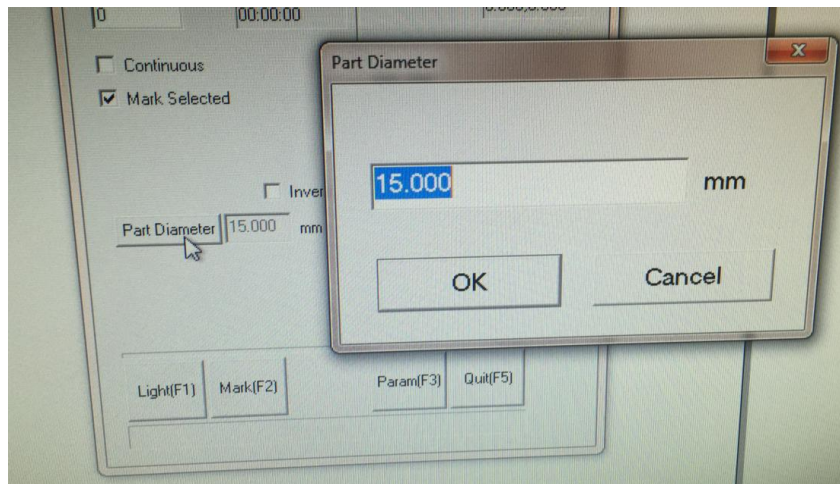 0
00:00:00
Continuous
Mark Selected
Part Diameter
X
15.000 mm
OK Cancel
Part Diameter 15.000 mm
Light(F1) Mark(F2) Param(F3) Quit(F5)